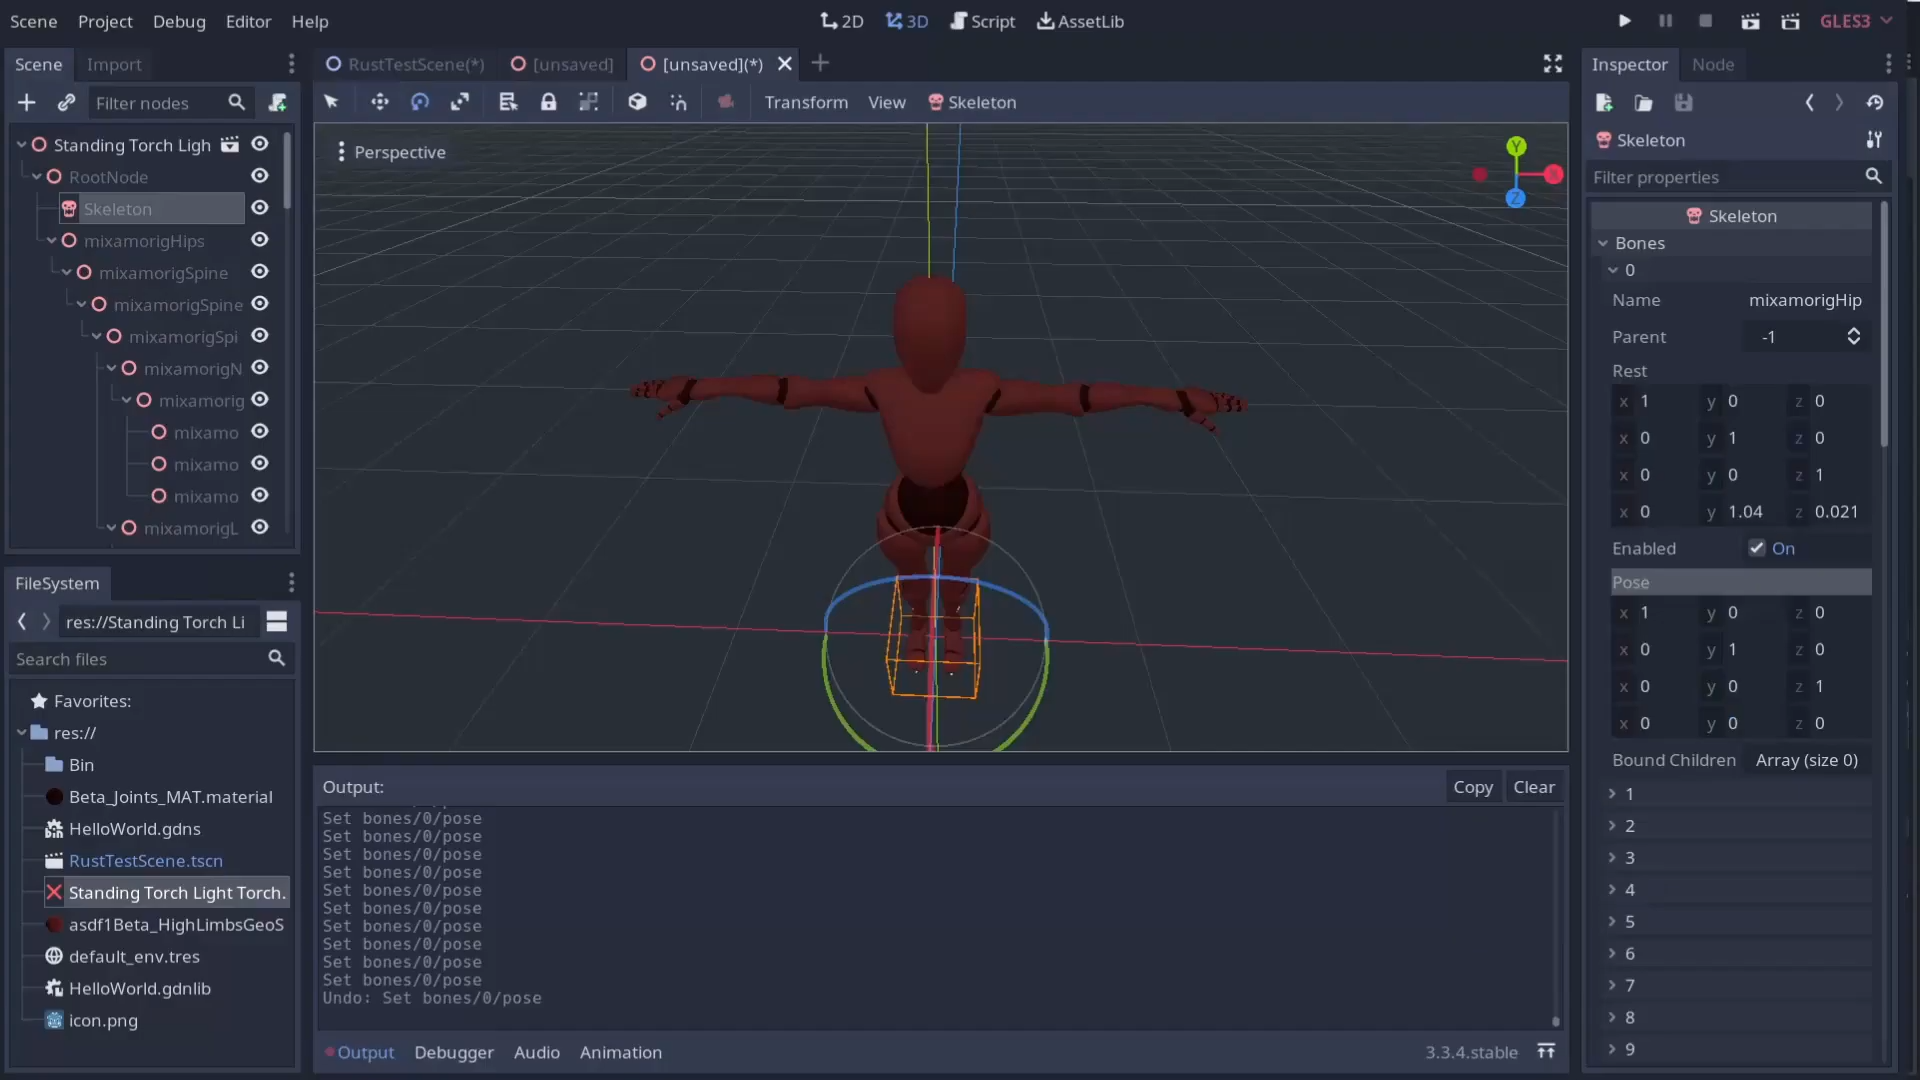 Scene Project Debug Editor Help 2D 3D Script AssetLib GLES3
Scene Import
RustTestScene(*) [unsaved] [unsaved](*)
Inspector Node
Filter nodes
Transform View Skeleton
Skeleton
Filter properties
Standing Torch Ligh
RootNode
Skeleton
mixamorigHips
mixamorigSpine
mixamorigSpine
mixamorigSpi
mixamorigN
mixamorig
mixamo
mixamo
mixamo
mixamorigL
Perspective
Y
X
Z
Skeleton
Bones
0
Name mixamorigHip
Parent -1
Rest
x 1 y 0 z 0
x 0 y 1 z 0
x 0 y 0 z 1
x 0 y 1.04 z 0.021
Enabled On
Pose
x 1 y 0 z 0
x 0 y 1 z 0
x 0 y 0 z 1
x 0 y 0 z 0
Bound Children Array (size 0)
1
2
3
4
5
6
7
8
9
FileSystem
res://Standing Torch Li
Search files
Favorites:
res://
Bin
Beta_Joints_MAT.material
HelloWorld.gdns
RustTestScene.tscn
Standing Torch Light Torch.
asdf1Beta_HighLimbsGeoS
default_env.tres
HelloWorld.gdnlib
icon.png
Output: Copy Clear
Set bones/0/pose
Set bones/0/pose
Set bones/0/pose
Set bones/0/pose
Set bones/0/pose
Set bones/0/pose
Set bones/0/pose
Set bones/0/pose
Set bones/0/pose
Set bones/0/pose
Undo: Set bones/0/pose
Output Debugger Audio Animation 3.3.4.stable